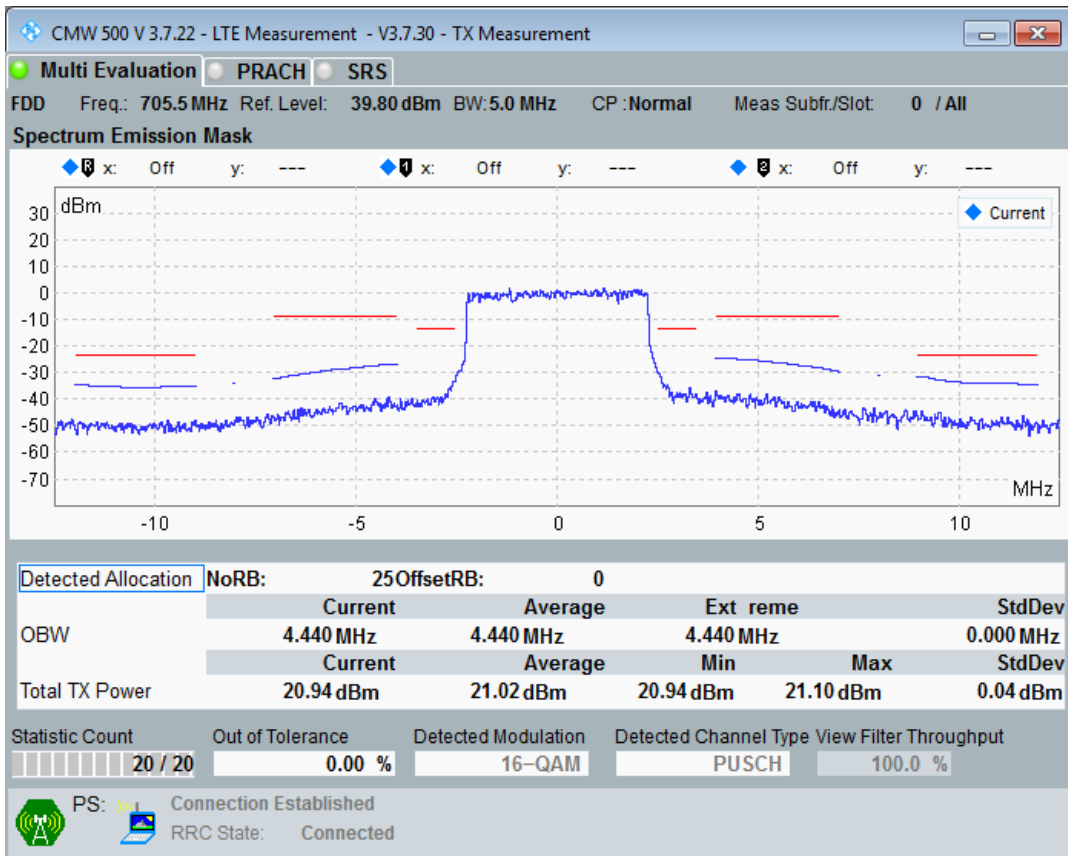 CMW 500 V 3.7.22 - LTE Measurement - V3.7.30 - TX Measurement
Multi Evaluation PRACH SRS
FDD Freq.: 705.5 MHz Ref. Level: 39.80 dBm BW: 5.0 MHz CP : Normal Meas Subfr./Slot: 0 / All
Spectrum Emission Mask
R x: Off y: --- 1 x: Off y: --- 2 x: Off y: ---
dBm
Current
30
20
10
0
-10
-20
-30
-40
-50
-60
-70
MHz
-10 -5 0 5 10
Detected Allocation NoRB: 25 OffsetRB: 0
Current Average Ext reme StdDev
OBW 4.440 MHz 4.440 MHz 4.440 MHz 0.000 MHz
Current Average Min Max StdDev
Total TX Power 20.94 dBm 21.02 dBm 20.94 dBm 21.10 dBm 0.04 dBm
Statistic Count Out of Tolerance Detected Modulation Detected Channel Type View Filter Throughput
20 / 20 0.00 % 16-QAM PUSCH 100.0 %
PS: Connection Established
RRC State: Connected